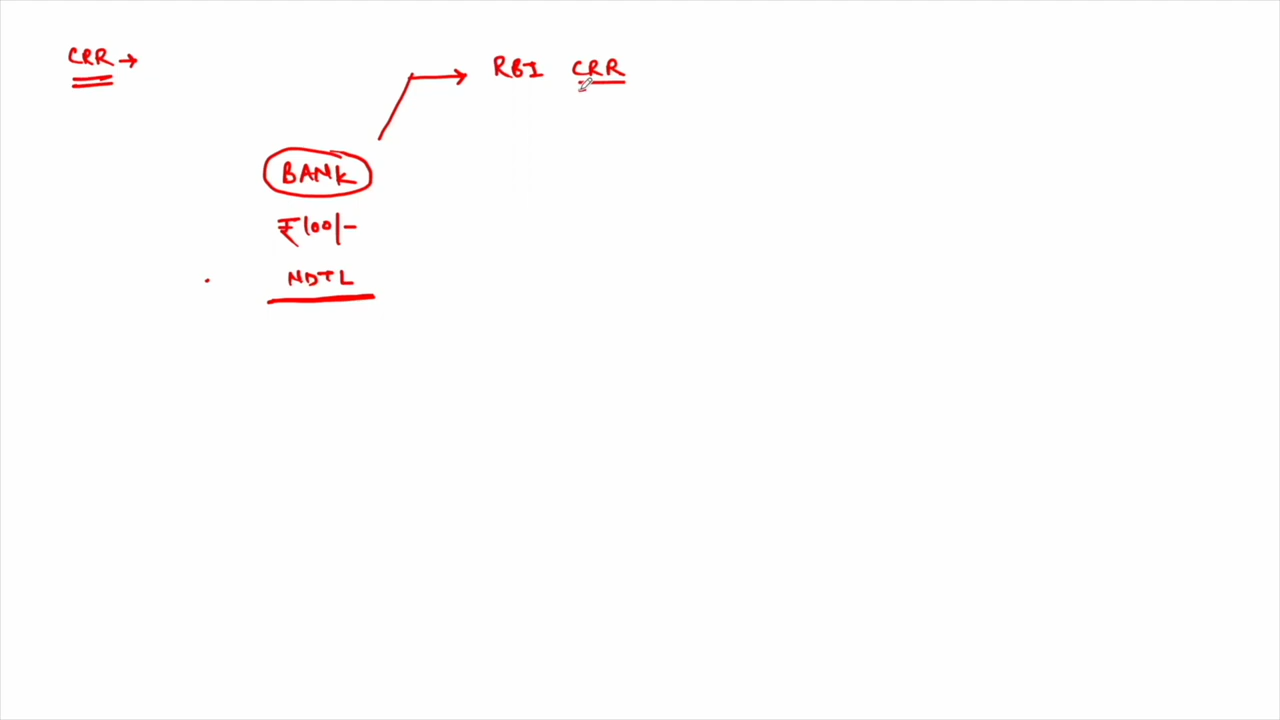 CRR →
RBI CRR
BANK
₹100/-
NDTL